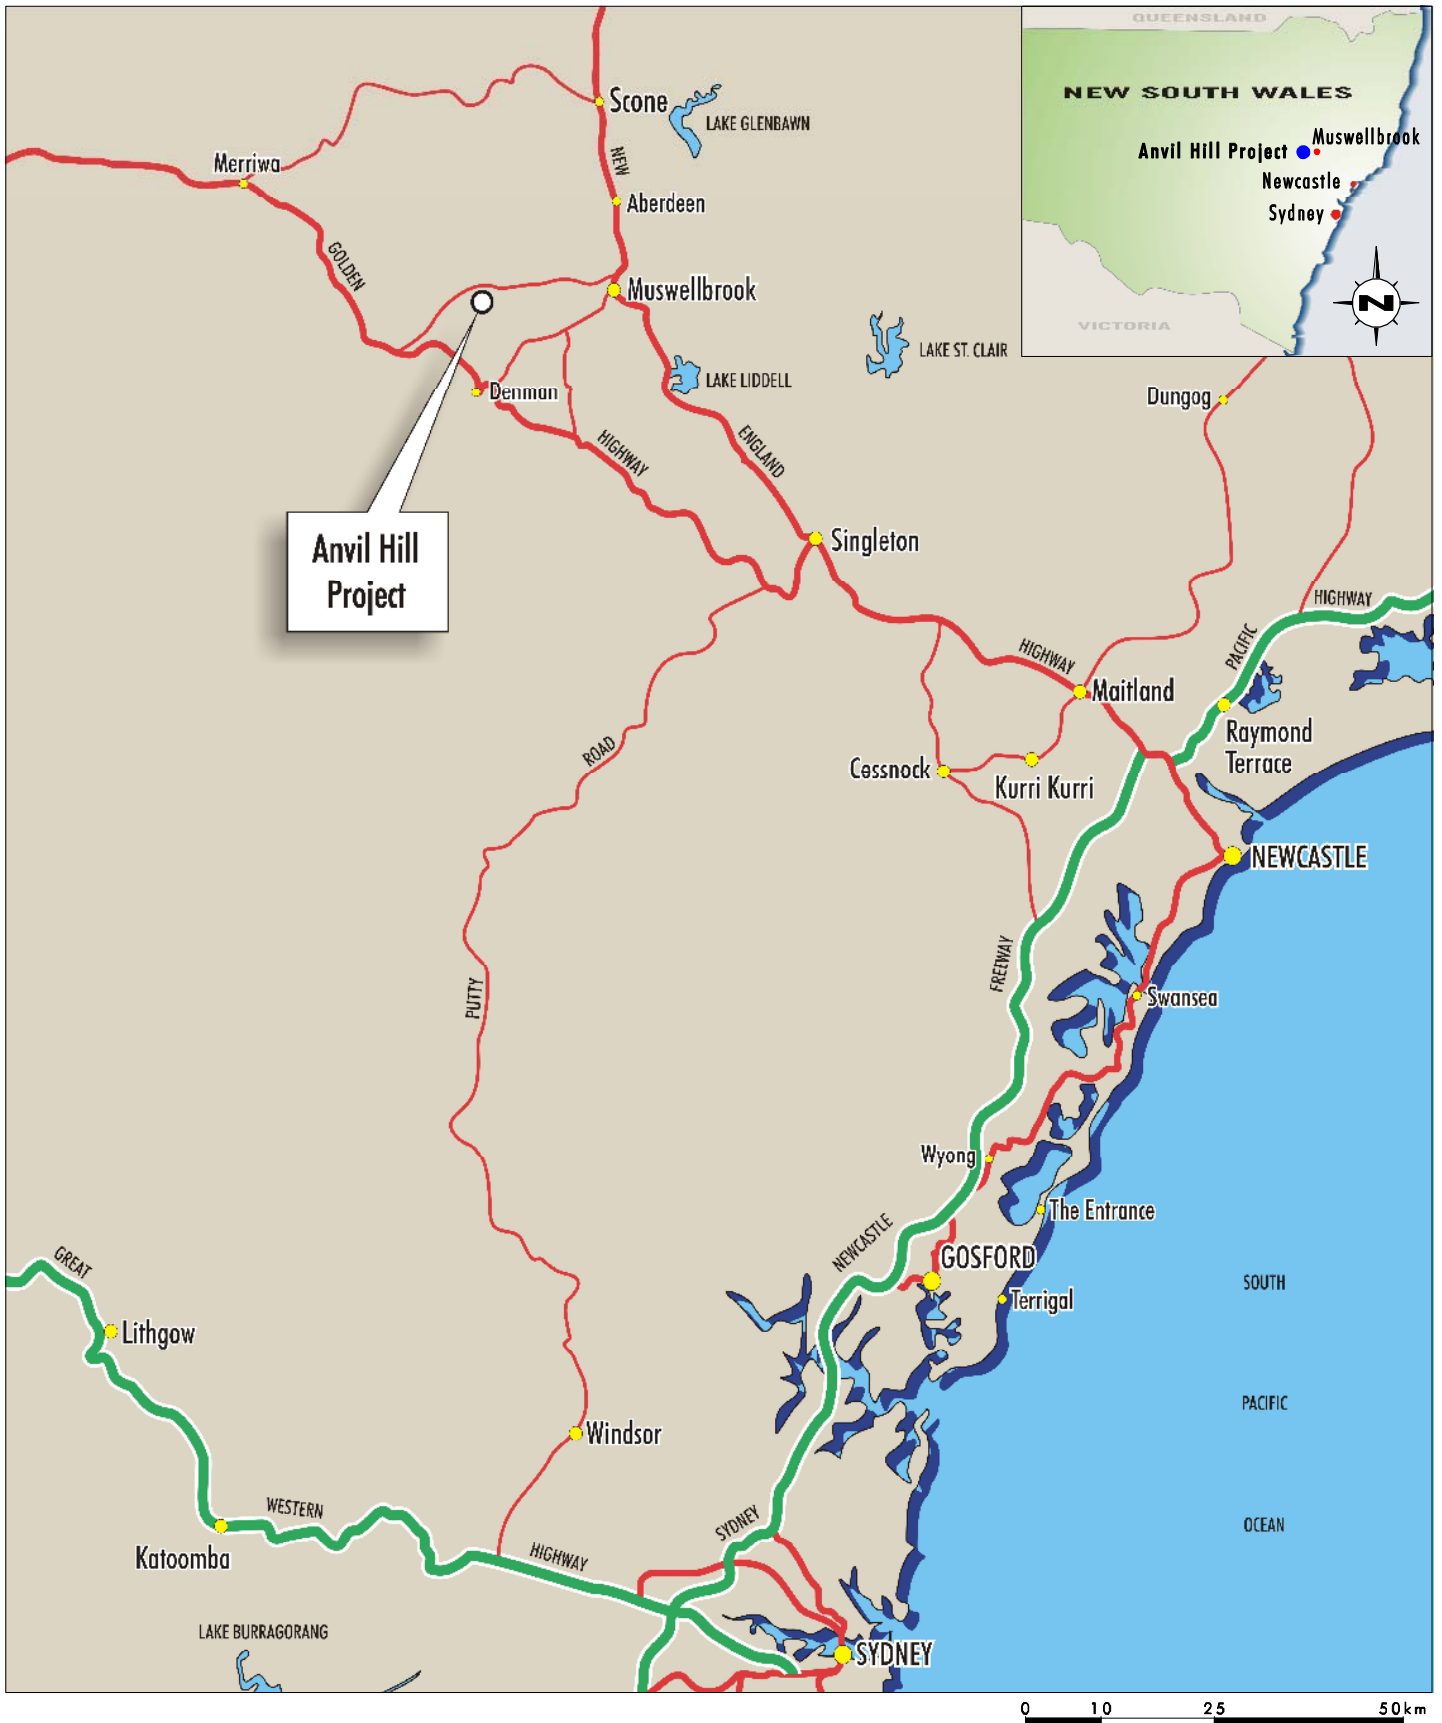 QUEENSLAND
NEW SOUTH WALES
Muswellbrook
Anvil Hill Project
Newcastle
Sydney
N
VICTORIA
Scone
LAKE GLENBAWN
NEW
Merriwa
Aberdeen
GOLDEN
Muswellbrook
LAKE ST. CLAIR
LAKE LIDDELL
Denman
Dungog
HIGHWAY
ENGLAND
Anvil Hill
Project
Singleton
HIGHWAY
PACIFIC
HIGHWAY
Maitland
Raymond
Terrace
ROAD
Cessnock
Kurri Kurri
NEWCASTLE
FREEWAY
PUTTY
Swansea
Wyong
The Entrance
NEWCASTLE
GREAT
GOSFORD
SOUTH
Terrigal
Lithgow
PACIFIC
Windsor
WESTERN
SYDNEY
OCEAN
Katoomba
HIGHWAY
LAKE BURRAGORANG
SYDNEY
0 10 25 50km